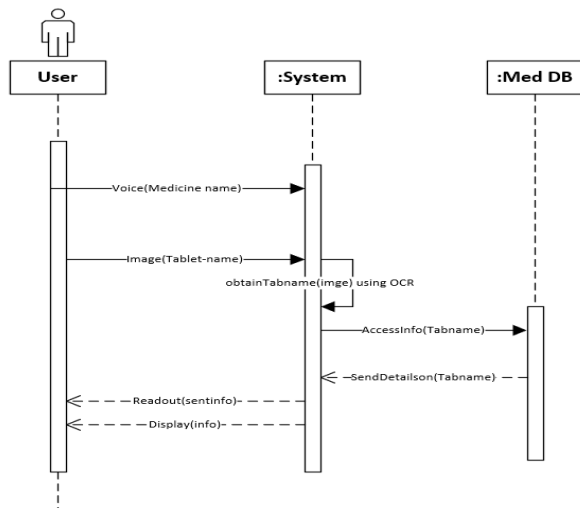 User
:System
:Med DB
Voice(Medicine name)
Image(Tablet-name)
obtainTabname(imge) using OCR
AccessInfo(Tabname)
SendDetailson(Tabname)
Readout(sentinfo)
Display(info)